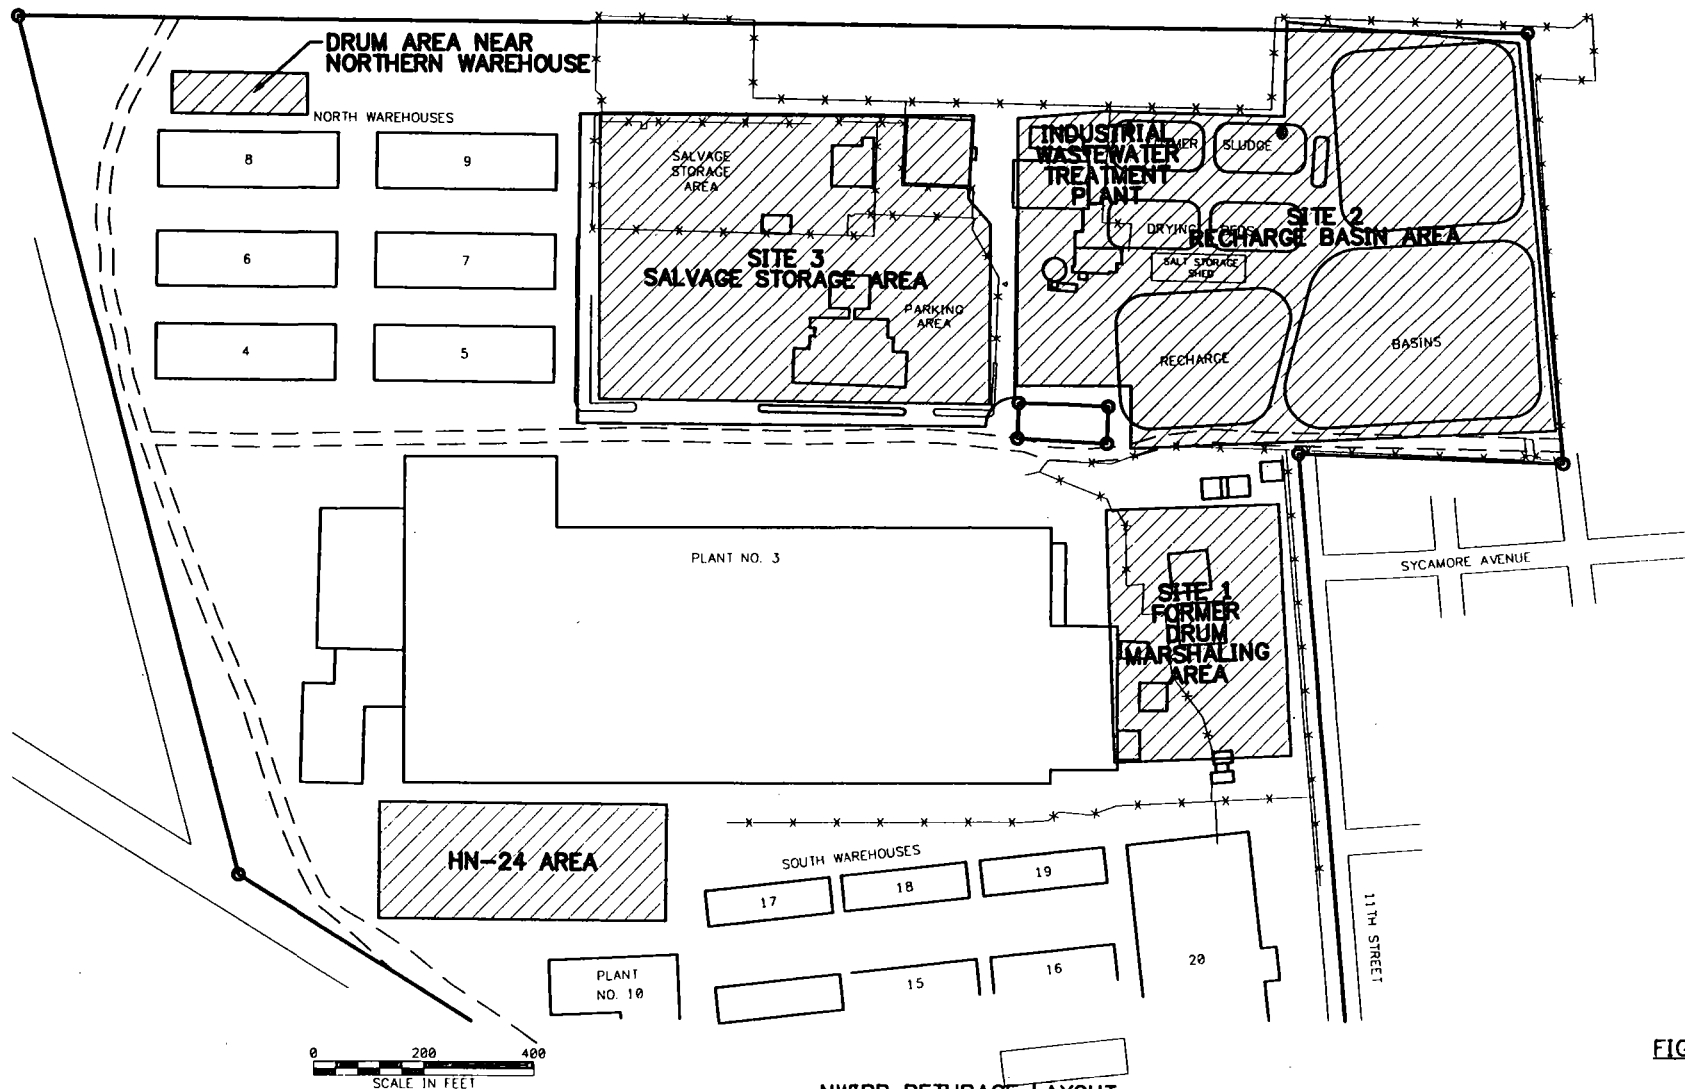 DRUM AREA NEAR
NORTHERN WAREHOUSE
NORTH WAREHOUSES
8
9
6
7
4
5
SALVAGE
STORAGE
AREA
SITE 3
SALVAGE STORAGE AREA
PARKING
AREA
INDUSTRIAL
WASTEWATER
TREATMENT
PLANT
SLUDGE
DRYING
BEDS
SITE 2
RECHARGE BASIN AREA
SALT STORAGE
SHED
RECHARGE
BASINS
PLANT NO. 3
SITE 1
FORMER
DRUM
MARSHALING
AREA
SYCAMORE AVENUE
HN-24 AREA
SOUTH WAREHOUSES
17
18
19
PLANT
NO. 10
15
16
20
11TH STREET
0 200 400
SCALE IN FEET
LAYOUT
FIG